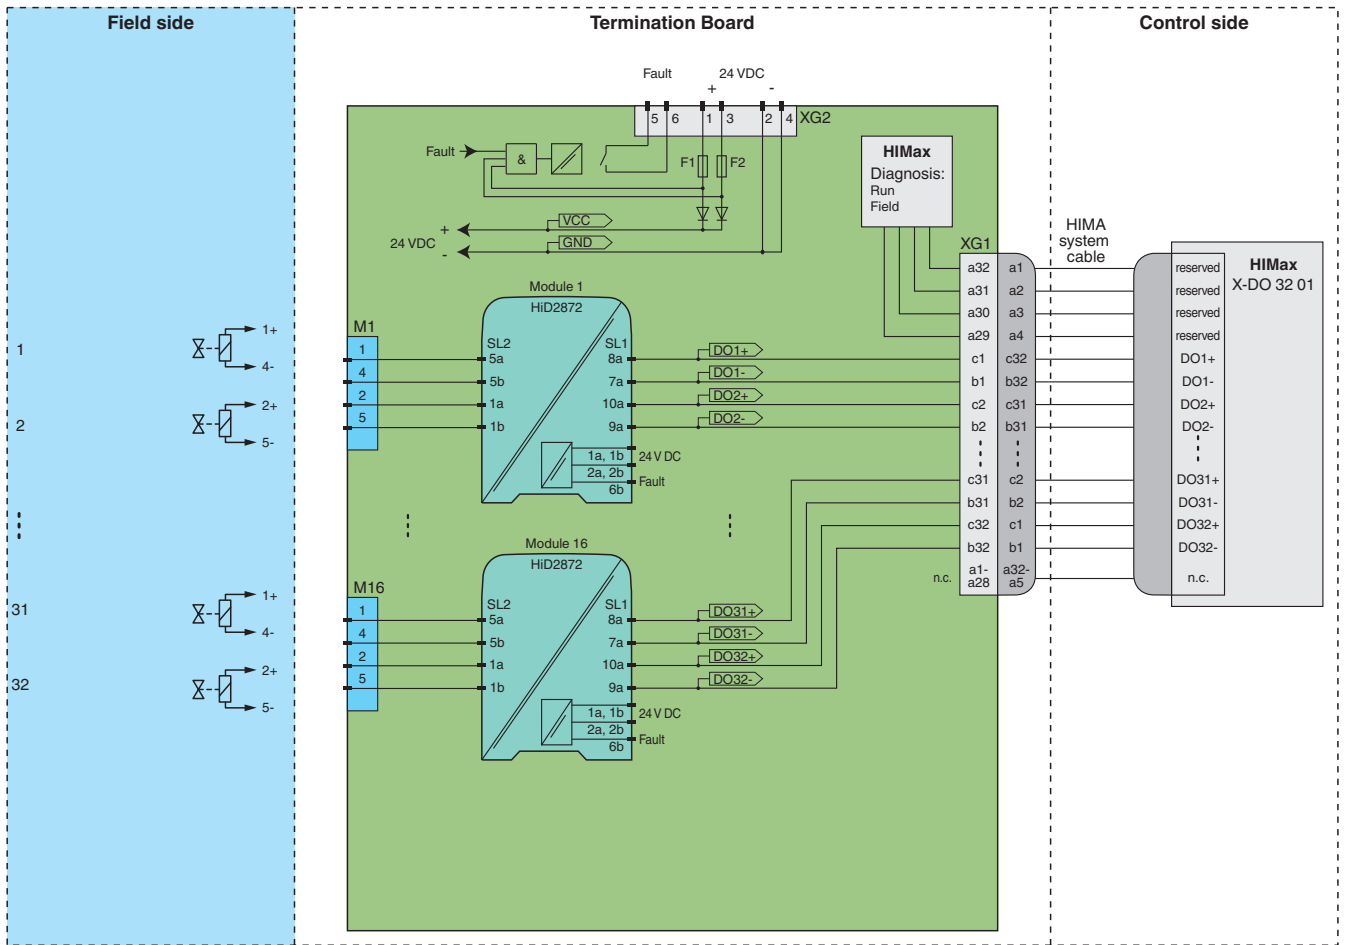 Field side
Termination Board
Control side
Fault
24 VDC
+
-
5
6
1
3
2
4
XG2
Fault
&
F1
F2
VCC
GND
+
24 VDC
-
HIMax
Diagnosis:
Run
Field
HIMA
system
cable
XG1
HIMax
X-DO 32 01
a32 a1 reserved
a31 a2 reserved
a30 a3 reserved
a29 a4 reserved
c1 c32 DO1+
b1 b32 DO1-
c2 c31 DO2+
b2 b31 DO2-
c31 c2 DO31+
b31 b2 DO31-
c32 c1 DO32+
b32 b1 DO32-
n.c.
a1-
a28
a32-
a5
n.c.
1
1+
4-
2
2+
5-
M1
1
4
2
5
Module 1
HiD2872
SL2
SL1
5a
8a
5b
7a
1a
10a
1b
9a
DO1+
DO1-
DO2+
DO2-
1a, 1b
24 V DC
2a, 2b
Fault
6b
31
1+
4-
32
2+
5-
M16
1
4
2
5
Module 16
HiD2872
SL2
SL1
5a
8a
5b
7a
1a
10a
1b
9a
DO31+
DO31-
DO32+
DO32-
1a, 1b
24 V DC
2a, 2b
Fault
6b